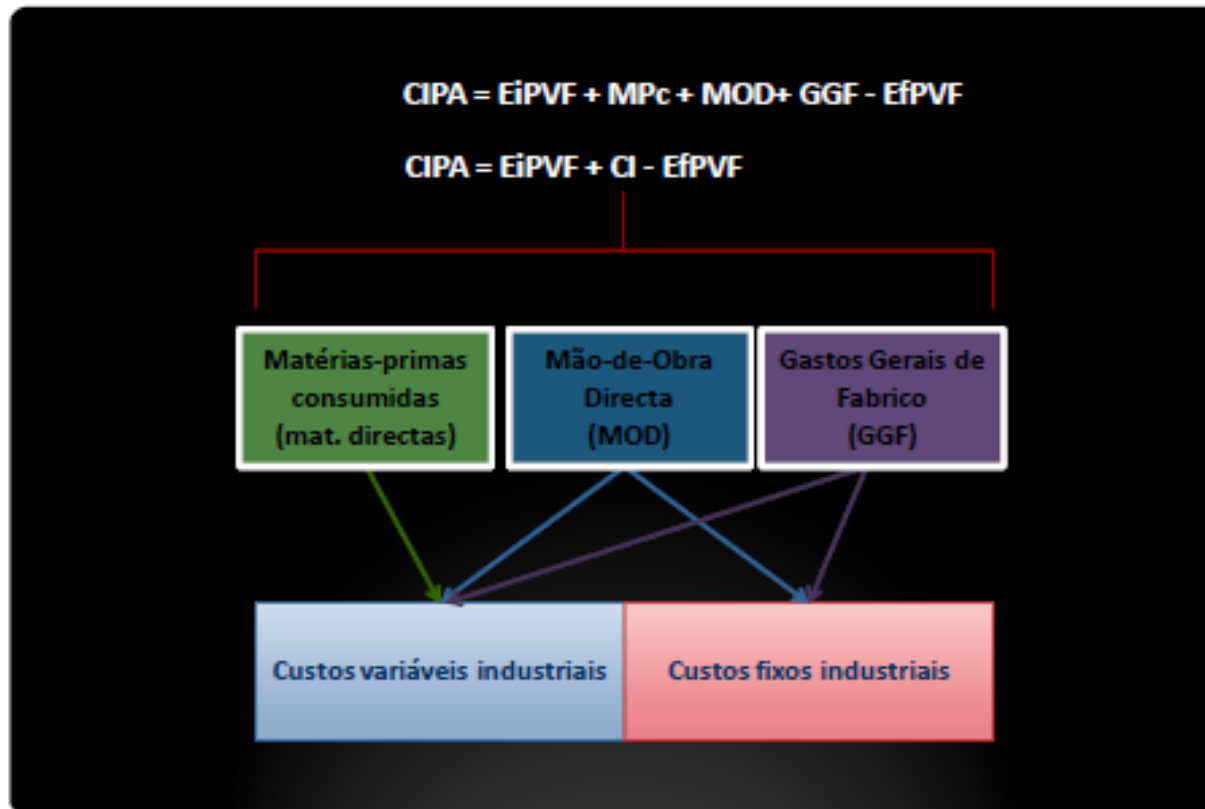 CIPA = EiPVF + MPc + MOD+ GGF - EfPVF
CIPA = EiPVF + CI - EfPVF
Matérias-primas
consumidas
(mat. directas)
Mão-de-Obra
Directa
(MOD)
Gastos Gerais de
Fabrico
(GGF)
Custos variáveis industriais
Custos fixos industriais